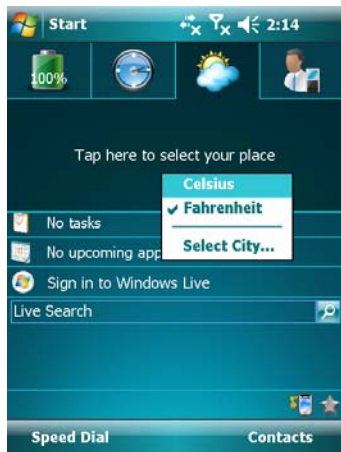 Start 2:14
100%
Tap here to select your place
Celsius
Fahrenheit
Select City...
No tasks
No upcoming app
Sign in to Windows Live
Live Search
Speed Dial Contacts